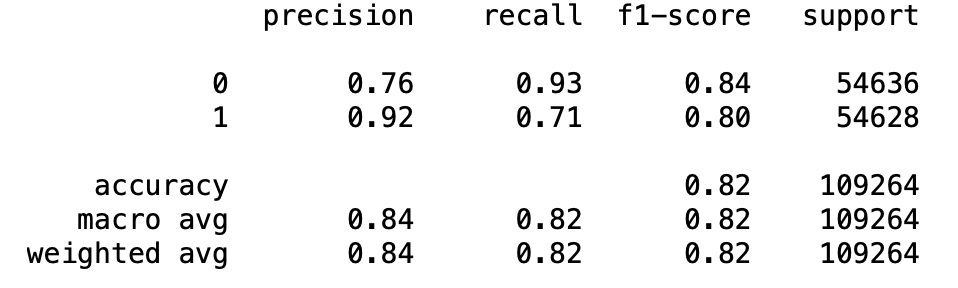 precision recall f1-score support
0 0.76 0.93 0.84 54636
1 0.92 0.71 0.80 54628
accuracy 0.82 109264
macro avg 0.84 0.82 0.82 109264
weighted avg 0.84 0.82 0.82 109264